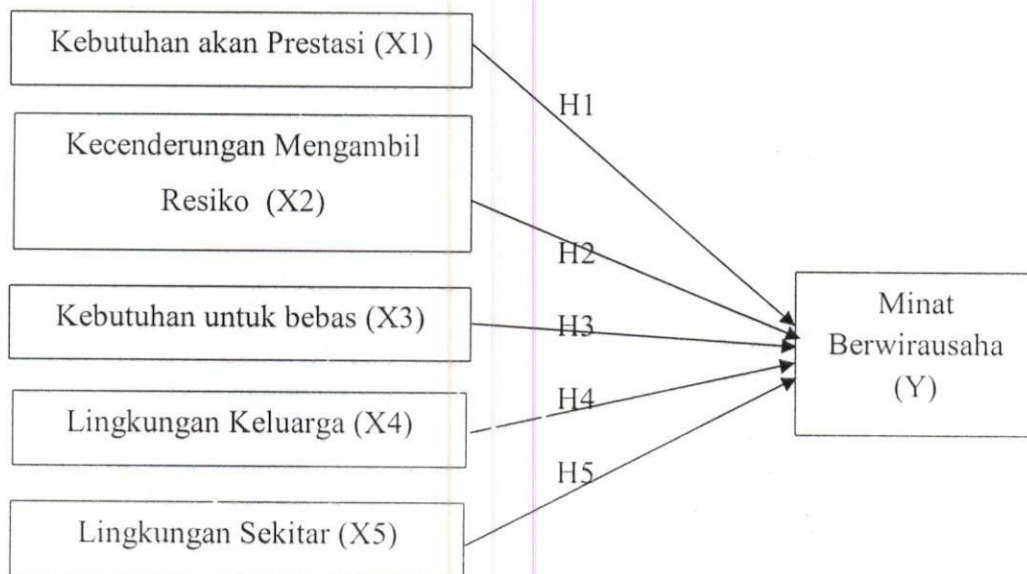 Kebutuhan akan Prestasi (X1)
H1
Kecenderungan Mengambil
Resiko (X2)
H2
Kebutuhan untuk bebas (X3)
H3
Minat
Berwirausaha
(Y)
Lingkungan Keluarga (X4)
H4
H5
Lingkungan Sekitar (X5)